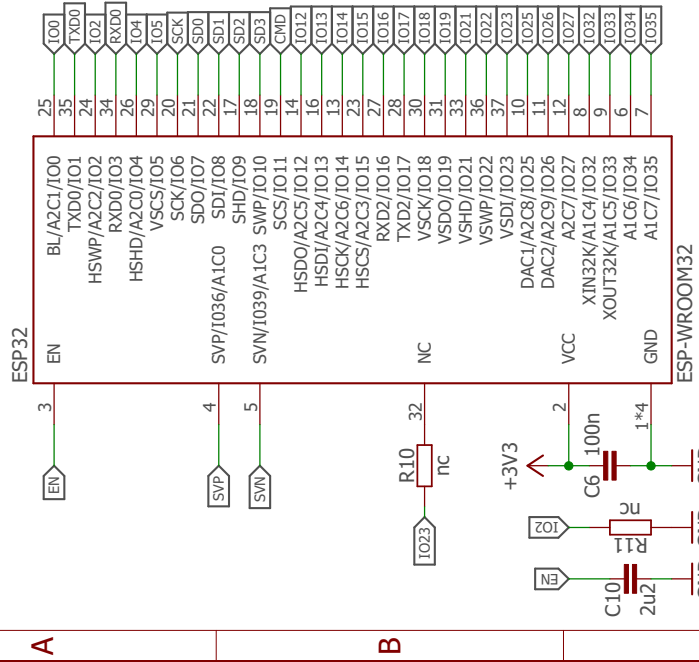 A
B
ESP32
EN 3 EN BL/A2C1/IO0 25 IO0
TXD0/IO1 35 TXD0
HSWP/A2C2/IO2 24 IO2
RXD0/IO3 34 RXD0
HSHD/A2C0/IO4 26 IO4
VSCS/IO5 29 IO5
SCK/IO6 20 SCK
SDO/IO7 21 SD0
SVP 4 SVP/I036/A1C0 SDI/IO8 22 SD1
SHD/IO9 17 SD2
SVN 5 SVN/I039/A1C3 SWP/IO10 18 SD3
SCS/IO11 19 CMD
HSDO/A2C5/IO12 14 IO12
HSDI/A2C4/IO13 16 IO13
HSCK/A2C6/IO14 13 IO14
HSCS/A2C3/IO15 23 IO15
RXD2/IO16 27 IO16
TXD2/IO17 28 IO17
R10
IO23 nc 32 NC VSCK/IO18 30 IO18
VSDO/IO19 31 IO19
VSHD/IO21 33 IO21
VSWP/IO22 36 IO22
VSDI/IO23 37 IO23
DAC1/A2C8/IO25 10 IO25
DAC2/A2C9/IO26 11 IO26
+3V3 2 VCC A2C7/IO27 12 IO27
XIN32K/A1C4/IO32 8 IO32
XOUT32K/A1C5/IO33 9 IO33
A1C6/IO34 6 IO34
1*4 GND A1C7/IO35 7 IO35
ESP-WROOM32
C6 100n
IO2
R11 nc
EN
C10 2u2